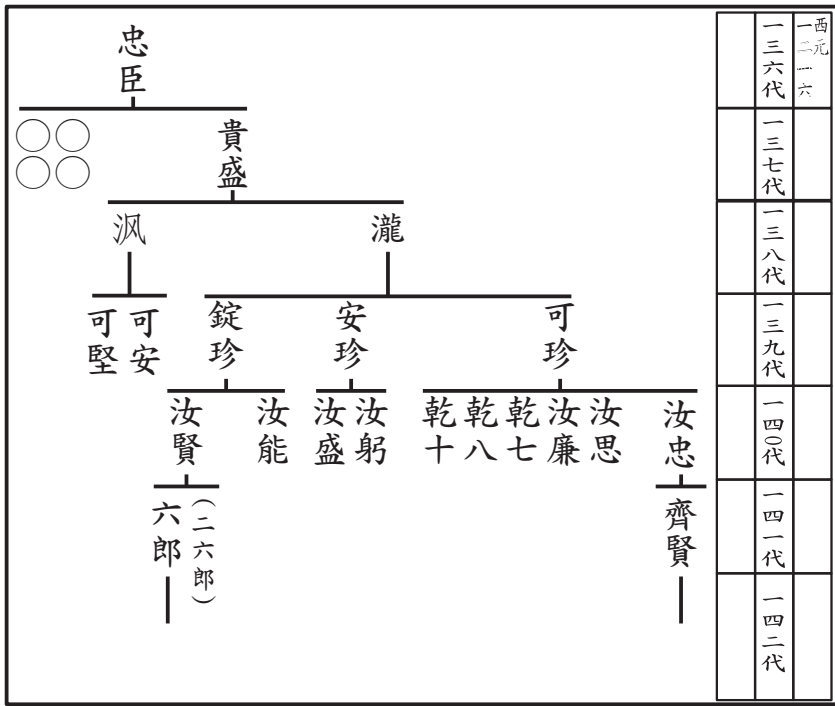 西元
一二一六
一三六代
一三七代
一三八代
一三九代
一四〇代
一四一代
一四二代
忠臣
貴盛
瀧
沨
可珍
安珍
錠珍
可安
可堅
汝忠
汝思
汝廉
乾七
乾八
乾十
汝躬
汝盛
汝能
汝賢
齊賢
(二六郎)
六郎